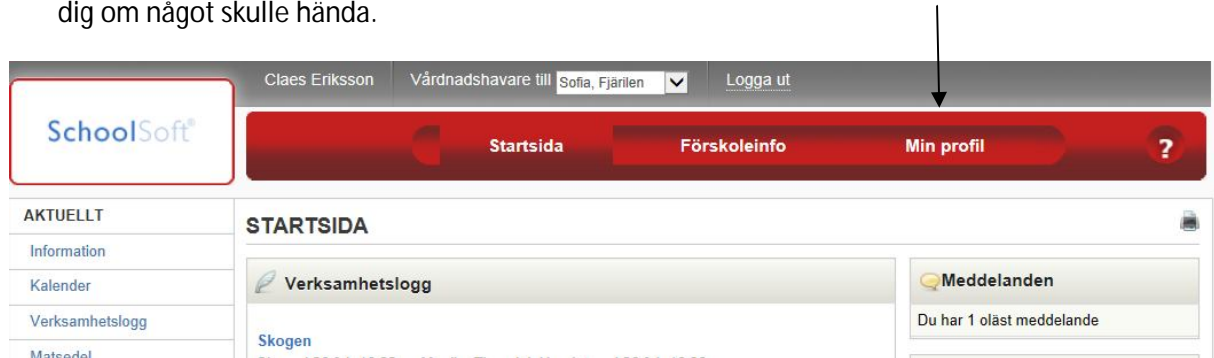 dig om något skulle hända.
Claes Eriksson Vårdnadshavare till Sofia, Fjärilen Logga ut
SchoolSoft®
Startsida Förskoleinfo Min profil ?
AKTUELLT
Information
Kalender
Verksamhetslogg
Matsedel
STARTSIDA
Verksamhetslogg
Skogen
Meddelanden
Du har 1 oläst meddelande